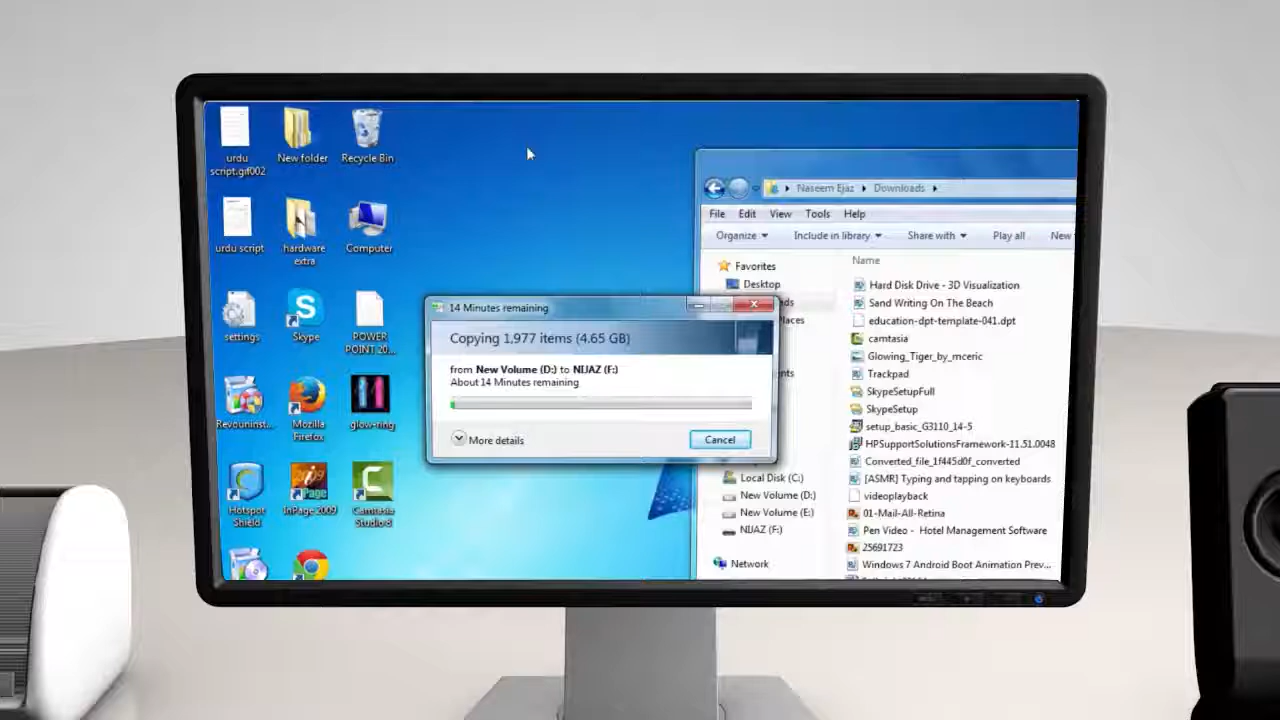 urdu
script.gif002
New folder
Recycle Bin
urdu script
hardware
extra
Computer
settings
Skype
POWER
POINT 20...
Revouninst...
Mozilla
Firefox
glow-ring
Hotspot
Shield
InPage 2009
Camtasia
Studio 8
Naseem Ejaz
Downloads
File Edit View Tools Help
Organize Include in library Share with Play all New
Name
Favorites
Desktop
Hard Disk Drive - 3D Visualization
Sand Writing On The Beach
education-dpt-template-041.dpt
camtasia
Glowing_Tiger_by_mceric
Trackpad
SkypeSetupFull
SkypeSetup
setup_basic_G3110_14-5
HPSupportSolutionsFramework-11.51.0048
Converted_file_1f445d0f_converted
[ASMR] Typing and tapping on keyboards
videoplayback
01-Mail-All-Retina
Pen Video - Hotel Management Software
25691723
Windows 7 Android Boot Animation Prev...
Local Disk (C:)
New Volume (D:)
New Volume (E:)
NIJAZ (F:)
Network
14 Minutes remaining
Copying 1,977 items (4.65 GB)
from New Volume (D:) to NIJAZ (F:)
About 14 Minutes remaining
More details
Cancel